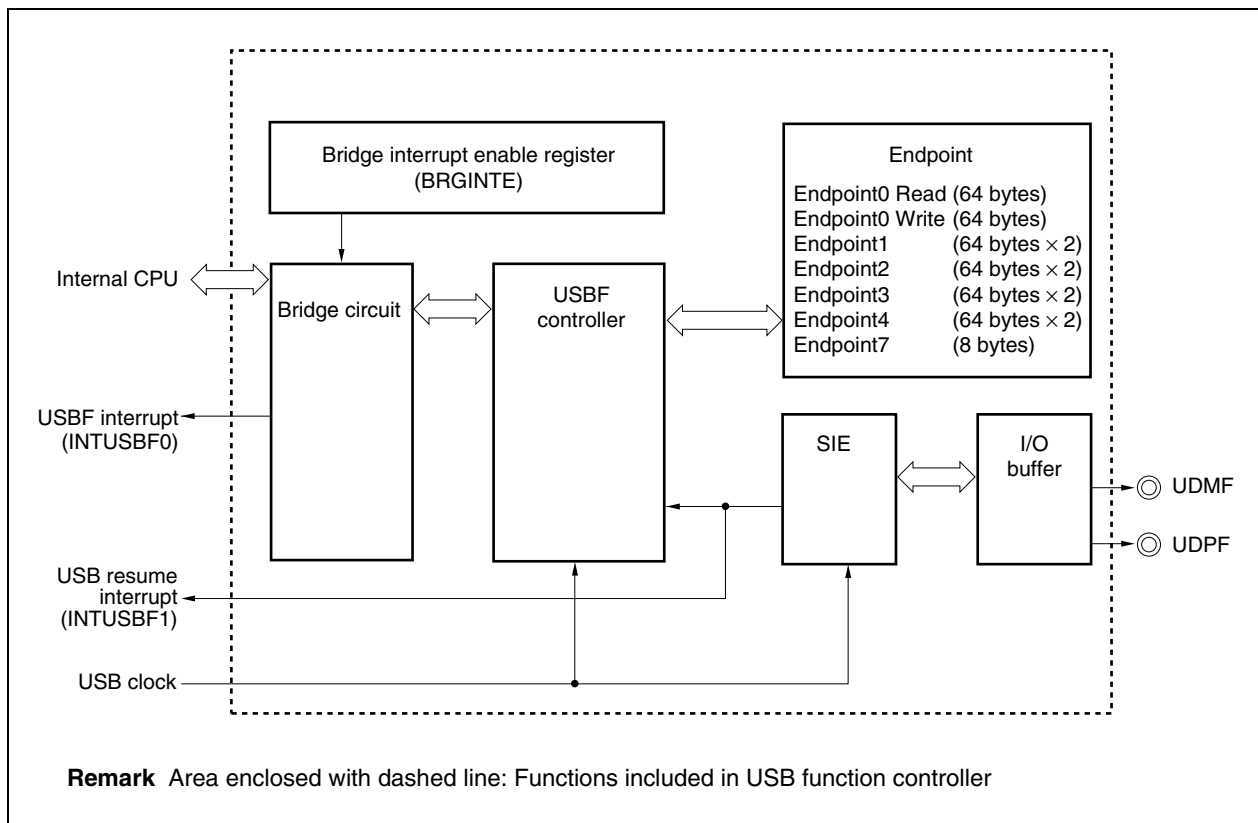 Bridge interrupt enable register
(BRGINTE)
Endpoint
Endpoint0 Read (64 bytes)
Endpoint0 Write (64 bytes)
Endpoint1 (64 bytes × 2)
Endpoint2 (64 bytes × 2)
Endpoint3 (64 bytes × 2)
Endpoint4 (64 bytes × 2)
Endpoint7 (8 bytes)
Internal CPU
Bridge circuit
USBF
controller
USBF interrupt
(INTUSBF0)
SIE
I/O
buffer
UDMF
UDPF
USB resume
interrupt
(INTUSBF1)
USB clock
Remark Area enclosed with dashed line: Functions included in USB function controller